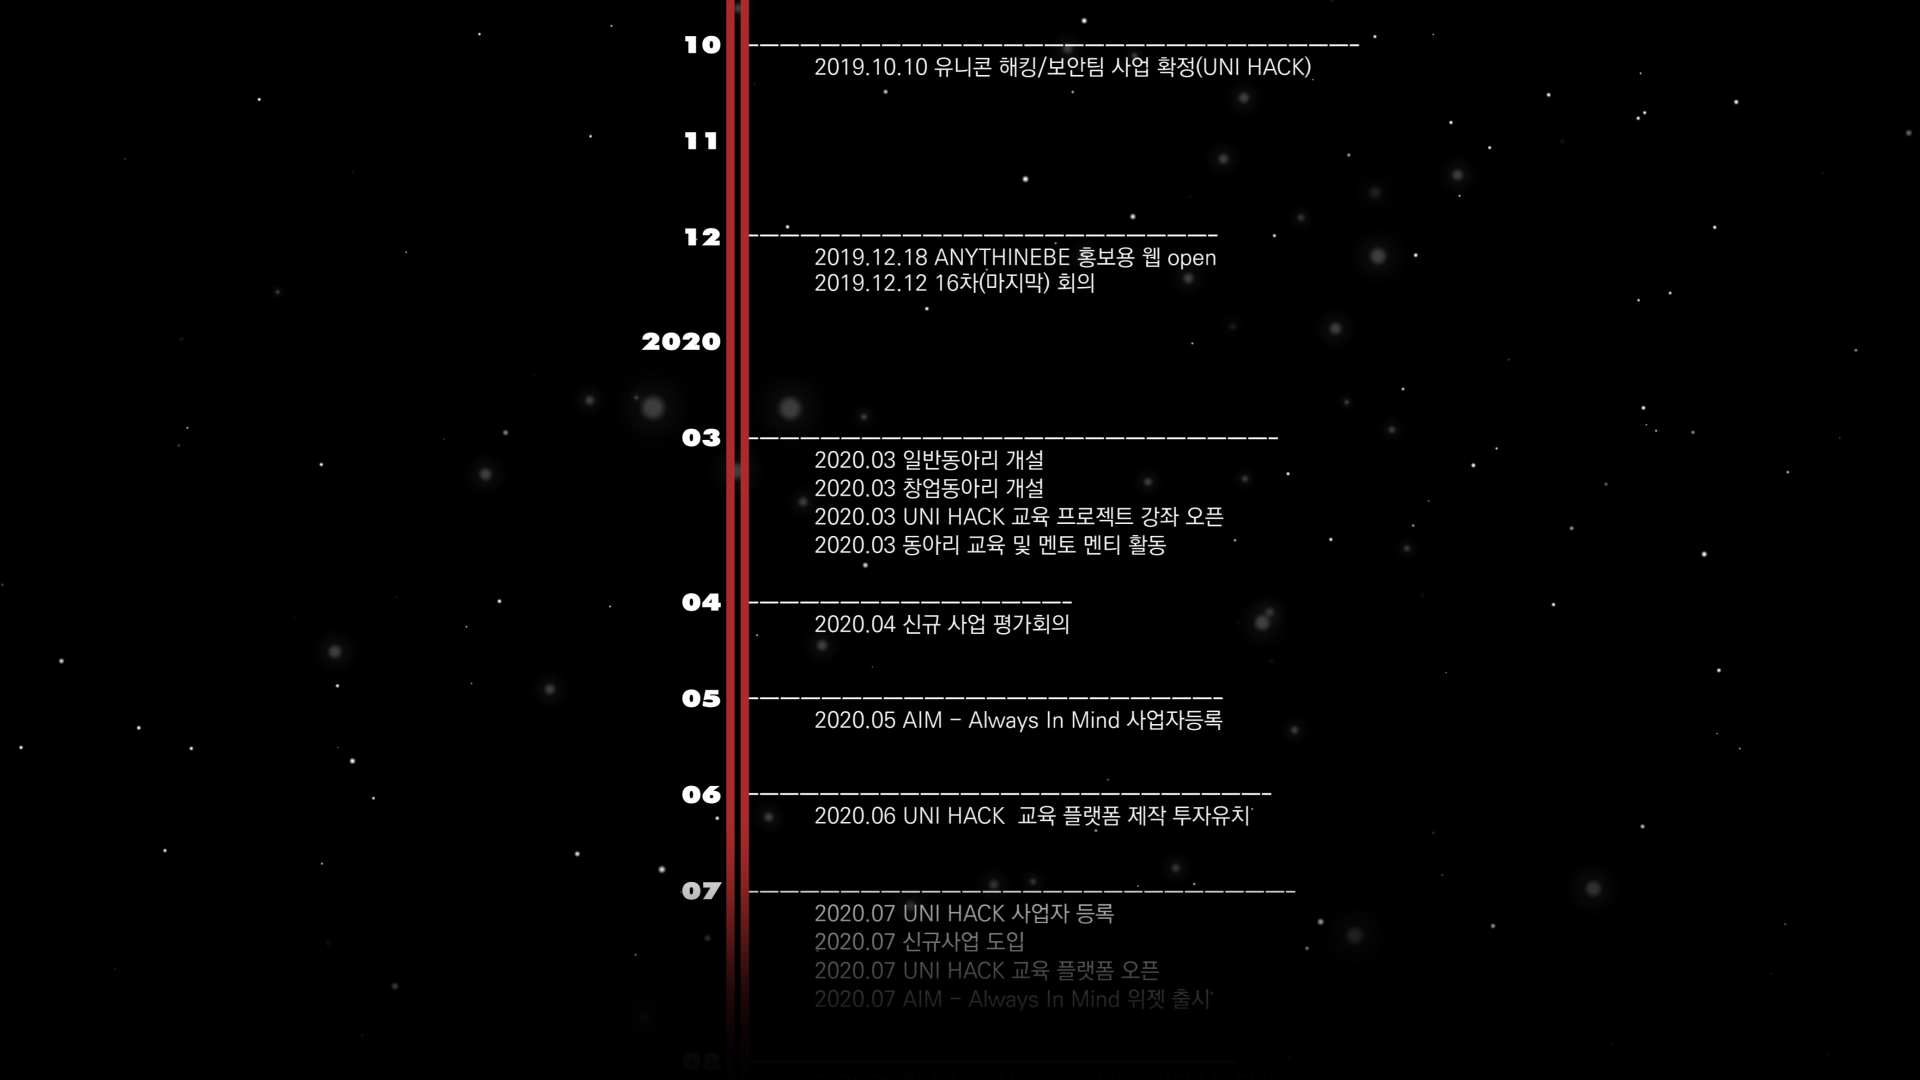 10
2019.10.10 유니콘 해킹/보안팀 사업 확정(UNI HACK)
11
12
2019.12.18 ANYTHINEBE 홍보용 웹 open
2019.12.12 16차(마지막) 회의
2020
03
2020.03 일반동아리 개설
2020.03 창업동아리 개설
2020.03 UNI HACK 교육 프로젝트 강좌 오픈
2020.03 동아리 교육 및 멘토 멘티 활동
04
2020.04 신규 사업 평가회의
05
2020.05 AIM - Always In Mind 사업자등록
06
2020.06 UNI HACK  교육 플랫폼 제작 투자유치
07
2020.07 UNI HACK 사업자 등록
2020.07 신규사업 도입
2020.07 UNI HACK 교육 플랫폼 오픈
2020.07 AIM - Always In Mind 위젯 출시
08